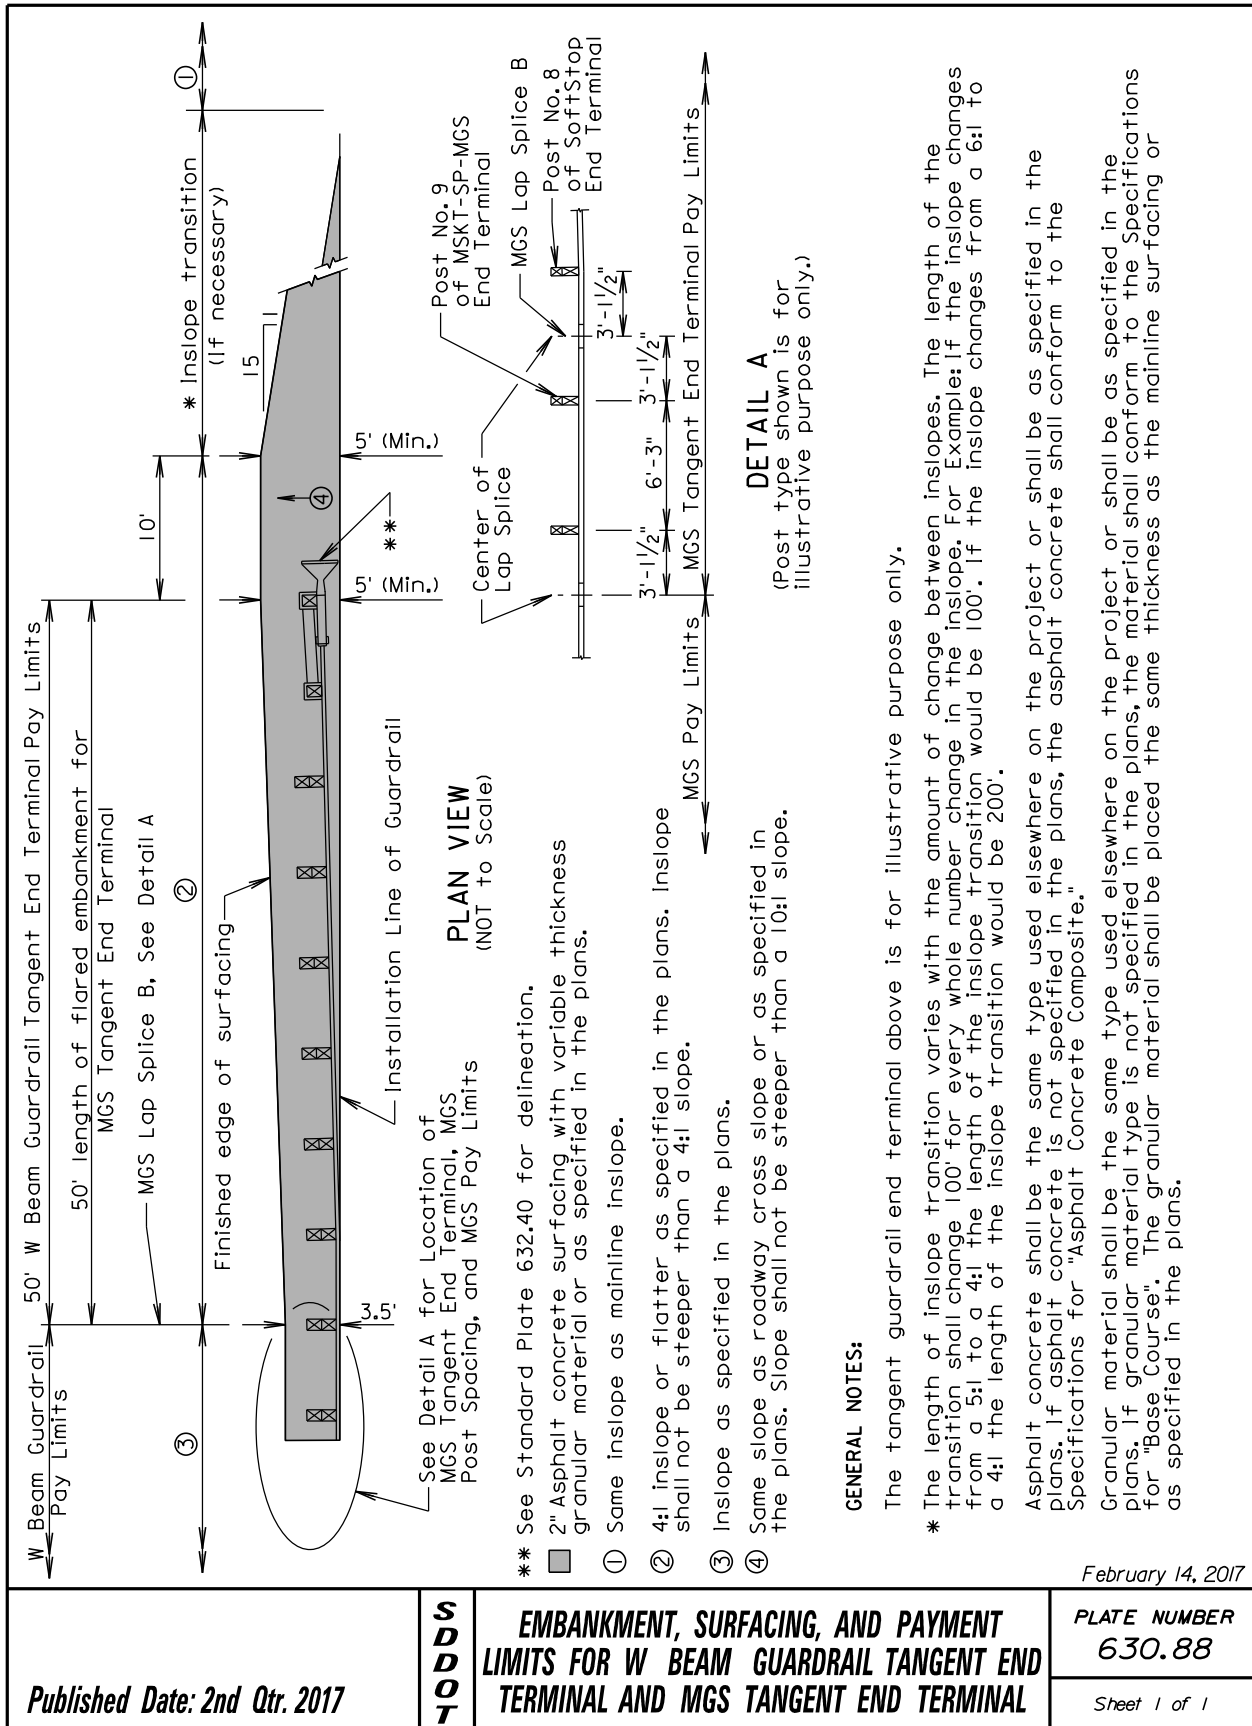 50' W Beam Guardrail Tangent End Terminal Pay Limits
W Beam Guardrail
Pay Limits
50' length of flared embankment for
MGS Tangent End Terminal
MGS Lap Splice B, See Detail A
10'
* Inslope transition
(If necessary)
1
2
3
Finished edge of surfacing
15
1
4
**
3.5'
5' (Min.)
5' (Min.)
Installation Line of Guardrail
See Detail A for Location of
MGS Tangent End Terminal, MGS
Post Spacing, and MGS Pay Limits
PLAN VIEW
(NOT to Scale)
Post No. 9
of MSKT-SP-MGS
End Terminal
MGS Lap Splice B
Post No. 8
of SoftStop
End Terminal
Center of
Lap Splice
3'-1 1/2"
6'-3"
3'-1 1/2"
3'-1 1/2"
MGS Pay Limits
MGS Tangent End Terminal Pay Limits
DETAIL A
(Post type shown is for
illustrative purpose only.)
** See Standard Plate 632.40 for delineation.
2" Asphalt concrete surfacing with variable thickness
granular material or as specified in the plans.
1 Same inslope as mainline inslope.
2 4:1 inslope or flatter as specified in the plans. Inslope
shall not be steeper than a 4:1 slope.
3 Inslope as specified in the plans.
4 Same slope as roadway cross slope or as specified in
the plans. Slope shall not be steeper than a 10:1 slope.
GENERAL NOTES:
The tangent guardrail end terminal above is for illustrative purpose only.
* The length of inslope transition varies with the amount of change between inslopes. The length of the
transition shall change 100' for every whole number change in the inslope. For Example: If the inslope changes
from a 5:1 to a 4:1 the length of the inslope transition would be 100'. If the inslope changes from a 6:1 to
a 4:1 the length of the inslope transition would be 200'.
Asphalt concrete shall be the same type used elsewhere on the project or shall be as specified in the
plans. If asphalt concrete is not specified in the plans, the asphalt concrete shall conform to the
Specifications for "Asphalt Concrete Composite."
Granular material shall be the same type used elsewhere on the project or shall be as specified in the
plans. If granular material type is not specified in the plans, the material shall conform to the Specifications
for "Base Course". The granular material shall be placed the same thickness as the mainline surfacing or
as specified in the plans.
February 14, 2017
Published Date: 2nd Qtr. 2017
SDDOT
EMBANKMENT, SURFACING, AND PAYMENT
LIMITS FOR W BEAM GUARDRAIL TANGENT END
TERMINAL AND MGS TANGENT END TERMINAL
PLATE NUMBER
630.88
Sheet 1 of 1